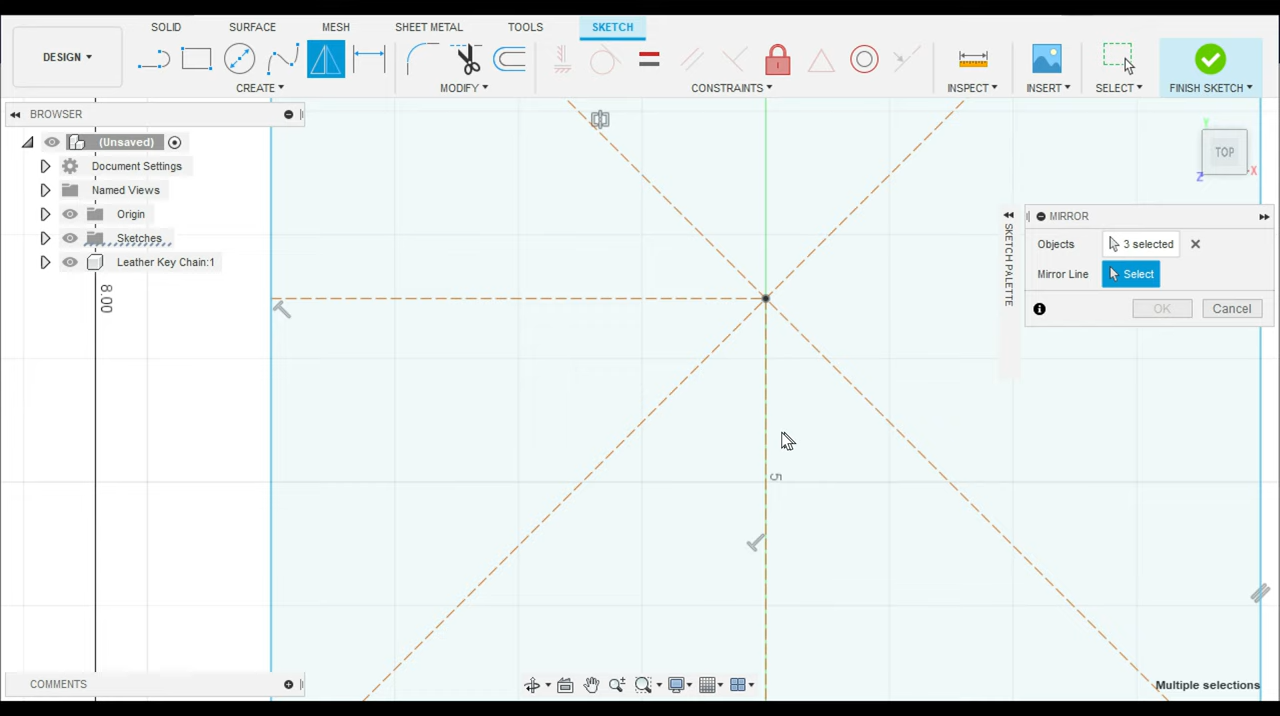 SOLID SURFACE MESH SHEET METAL TOOLS SKETCH
DESIGN
CREATE MODIFY CONSTRAINTS INSPECT INSERT SELECT FINISH SKETCH
BROWSER
(Unsaved)
Document Settings
Named Views
Origin
Sketches
Leather Key Chain:1
8.00
5
Y
TOP
X
Z
SKETCH PALETTE
MIRROR
Objects 3 selected
Mirror Line Select
OK Cancel
COMMENTS
Multiple selections